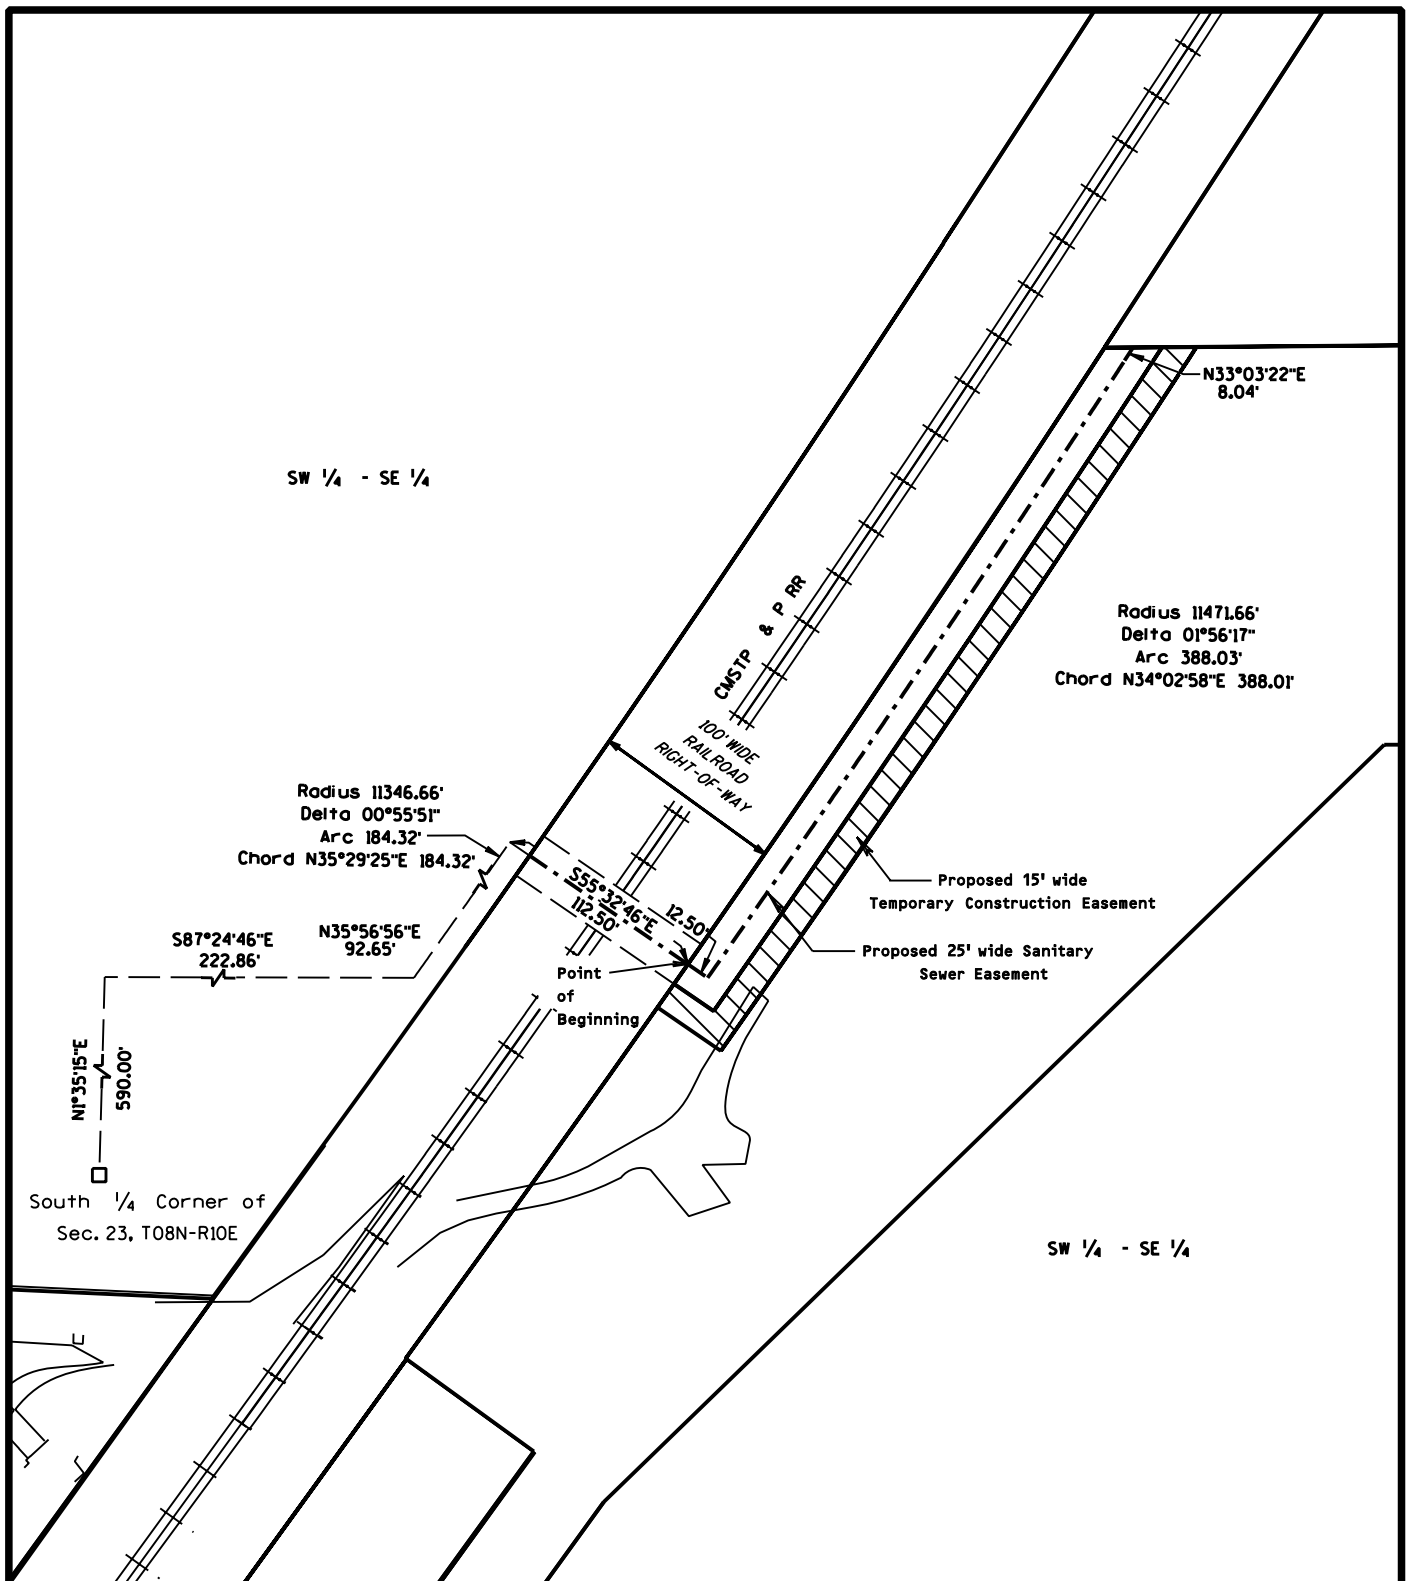 N33°03'22"E
8.04'
SW 1/4 - SE 1/4
CMSTP & P RR
Radius 11471.66'
Delta 01°56'17"
Arc 388.03'
Chord N34°02'58"E 388.01'
100' WIDE
RAILROAD
RIGHT-OF-WAY
Radius 11346.66'
Delta 00°55'51"
Arc 184.32'
Chord N35°29'25"E 184.32'
S55°32'46"E
112.50'
12.50'
Proposed 15' wide
Temporary Construction Easement
Proposed 25' wide Sanitary
Sewer Easement
S87°24'46"E
222.86'
N35°56'56"E
92.65'
Point
of
Beginning
N1°35'15"E
590.00'
South 1/4 Corner of
Sec. 23, T08N-R10E
SW 1/4 - SE 1/4